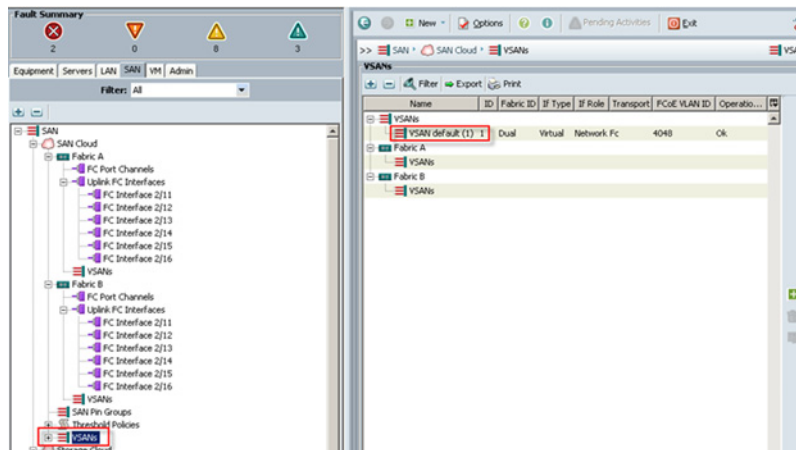 Fault Summary
2 0 8 3
Equipment Servers LAN SAN VM Admin
Filter: All
SAN
SAN Cloud
Fabric A
FC Port Channels
Uplink FC Interfaces
FC Interface 2/11
FC Interface 2/12
FC Interface 2/13
FC Interface 2/14
FC Interface 2/15
FC Interface 2/16
VSANs
Fabric B
FC Port Channels
Uplink FC Interfaces
FC Interface 2/11
FC Interface 2/12
FC Interface 2/13
FC Interface 2/14
FC Interface 2/15
FC Interface 2/16
VSANs
SAN Pin Groups
Threshold Policies
VSANs
Storage Cloud
New Options Pending Activities Exit
>> SAN SAN Cloud VSANs
VSANs
Filter Export Print
Name ID Fabric ID If Type If Role Transport FCoE VLAN ID Operatio...
VSANs
VSAN default (1) 1 Dual Virtual Network Fc 4048 Ok
Fabric A
VSANs
Fabric B
VSANs